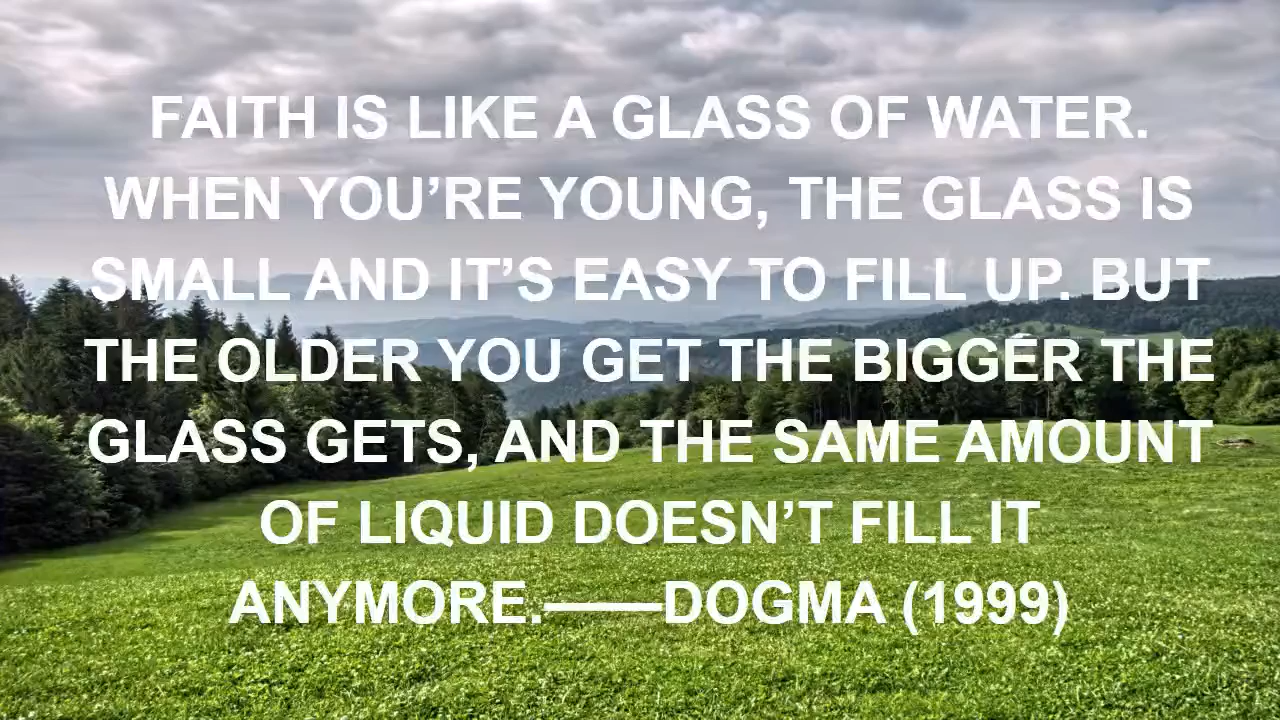 FAITH IS LIKE A GLASS OF WATER.
WHEN YOU’RE YOUNG, THE GLASS IS
SMALL AND IT’S EASY TO FILL UP. BUT
THE OLDER YOU GET THE BIGGER THE
GLASS GETS, AND THE SAME AMOUNT
OF LIQUID DOESN’T FILL IT
ANYMORE.——DOGMA (1999)